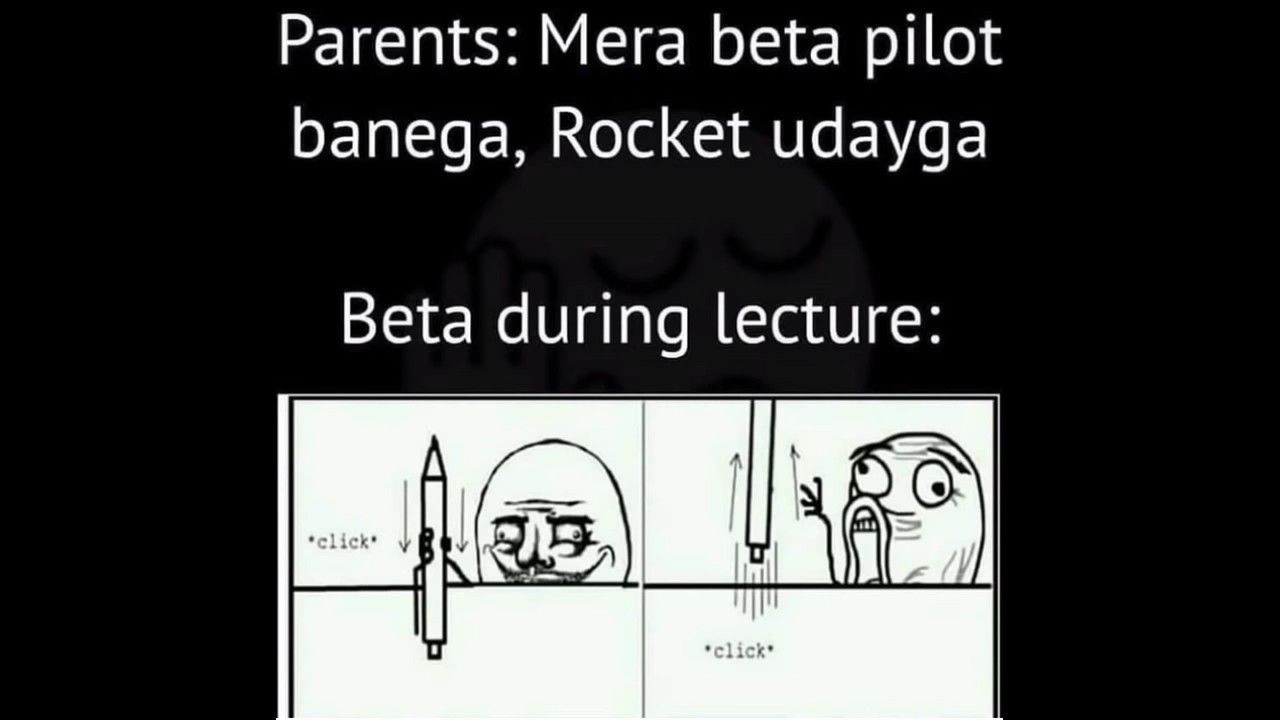 Parents: Mera beta pilot
banega, Rocket udayga
Beta during lecture:
*click*
*click*